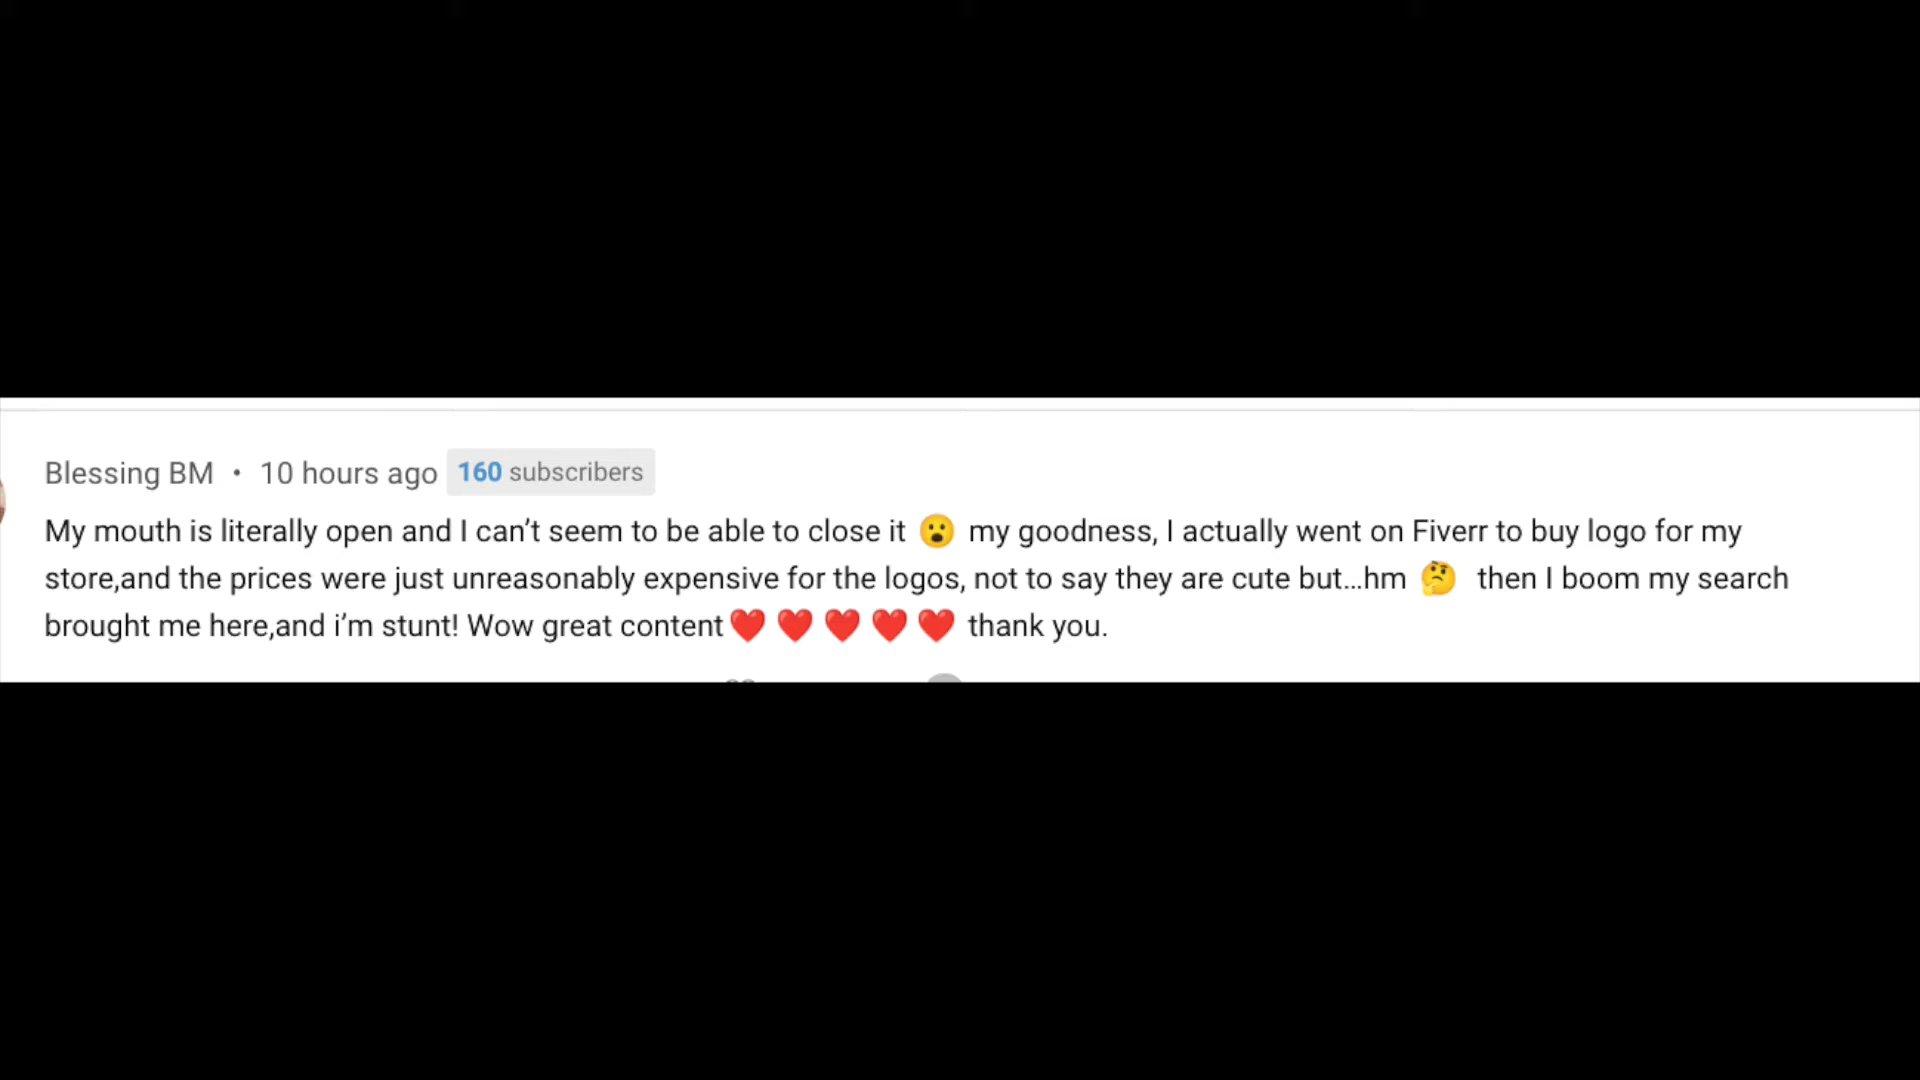 Blessing BM • 10 hours ago 160 subscribers
My mouth is literally open and I can’t seem to be able to close it 😮 my goodness, I actually went on Fiverr to buy logo for my
store,and the prices were just unreasonably expensive for the logos, not to say they are cute but...hm 🤔 then I boom my search
brought me here,and i’m stunt! Wow great content❤️ ❤️ ❤️ ❤️ ❤️ thank you.